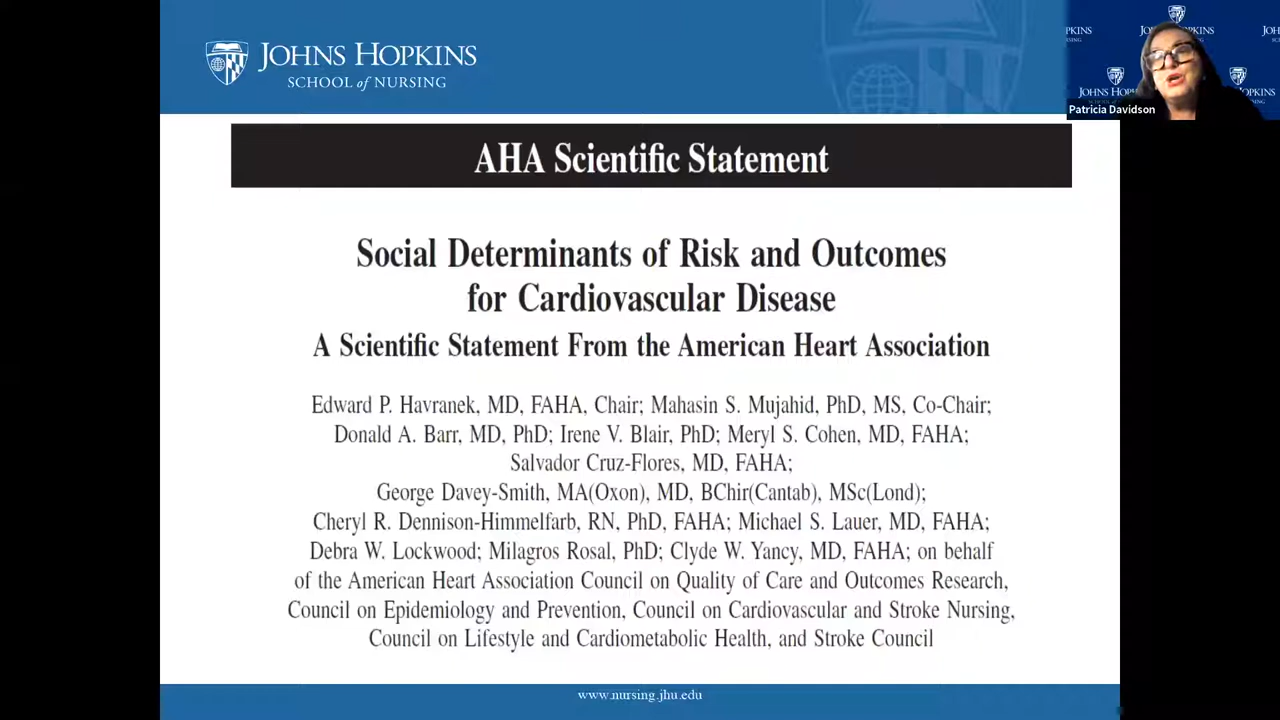 JOHNS HOPKINS
SCHOOL of NURSING
AHA Scientific Statement
Social Determinants of Risk and Outcomes
for Cardiovascular Disease
A Scientific Statement From the American Heart Association
Edward P. Havranek, MD, FAHA, Chair; Mahasin S. Mujahid, PhD, MS, Co-Chair;
Donald A. Barr, MD, PhD; Irene V. Blair, PhD; Meryl S. Cohen, MD, FAHA;
Salvador Cruz-Flores, MD, FAHA;
George Davey-Smith, MA(Oxon), MD, BChir(Cantab), MSc(Lond);
Cheryl R. Dennison-Himmelfarb, RN, PhD, FAHA; Michael S. Lauer, MD, FAHA;
Debra W. Lockwood; Milagros Rosal, PhD; Clyde W. Yancy, MD, FAHA; on behalf
of the American Heart Association Council on Quality of Care and Outcomes Research,
Council on Epidemiology and Prevention, Council on Cardiovascular and Stroke Nursing,
Council on Lifestyle and Cardiometabolic Health, and Stroke Council
www.nursing.jhu.edu
Patricia Davidson